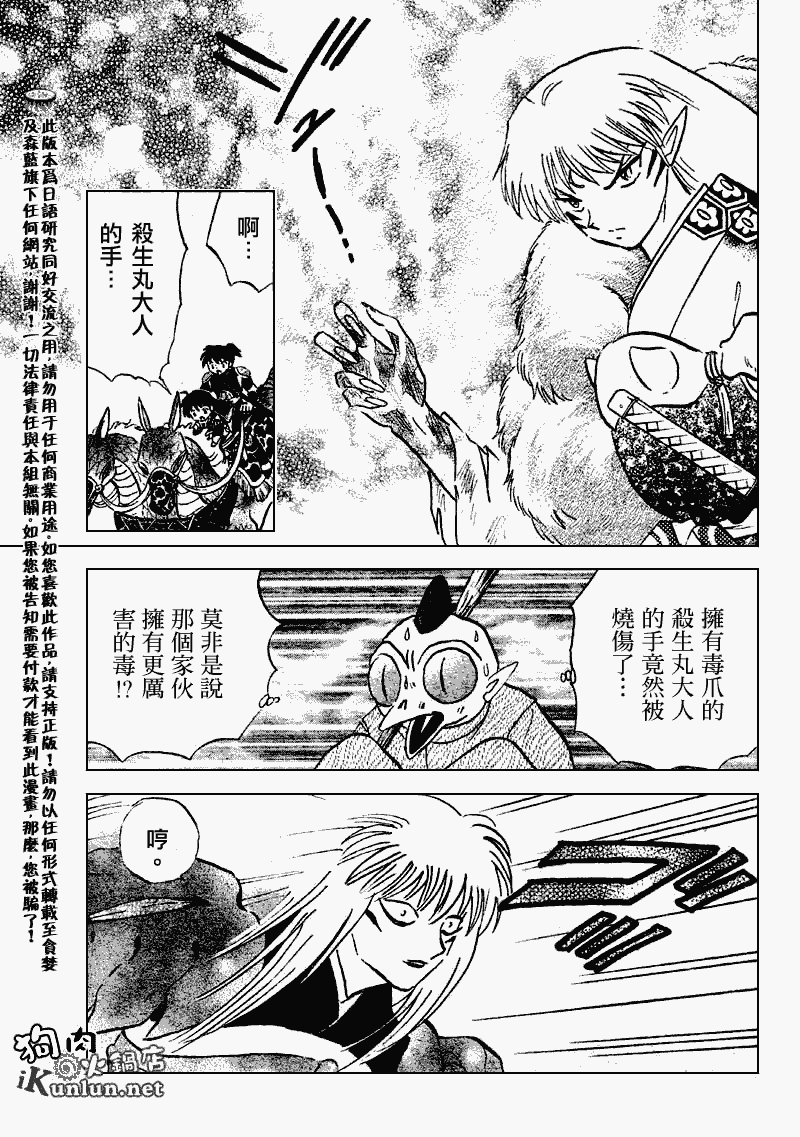 啊…
殺生丸大人
的手…
擁有毒爪的
殺生丸大人
的手竟然被
燒傷了…
莫非是說
那個家伙
擁有更厲
害的毒!?
哼。
此版本爲日語研究同好交流之用，請勿用于任何商業用途。如您喜歡此作品，請支持正版！請勿以任何形式轉載至貪婪
及森藍旗下任何網站，謝謝！一切法律責任與本組無關。如果您被告知需要付款才能看到此漫畫，那麼，您被騙了！
狗肉
火鍋店
iKunlun.net